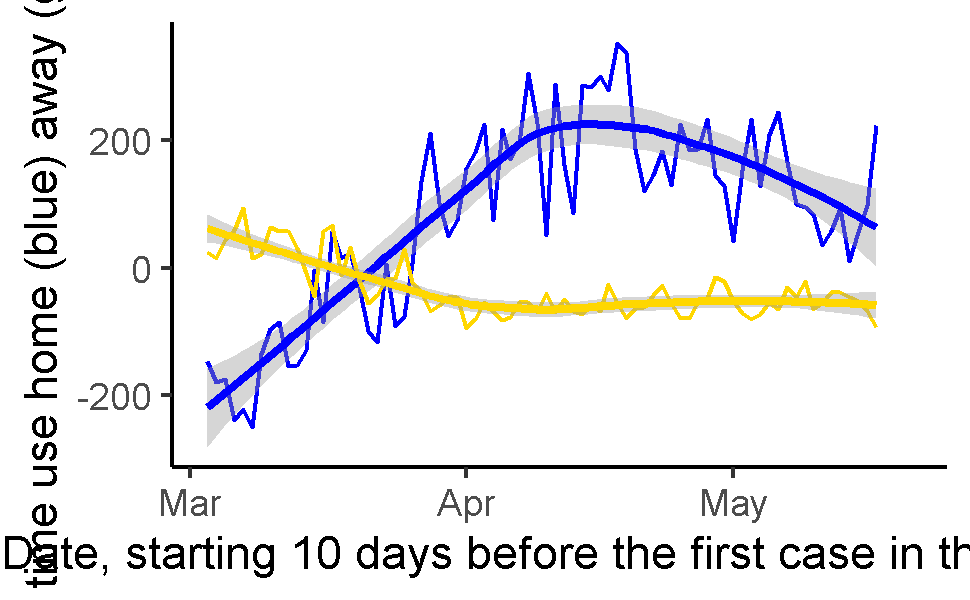 time use home (blue) away (
200
0
-200
Mar Apr May
Date, starting 10 days before the first case in th